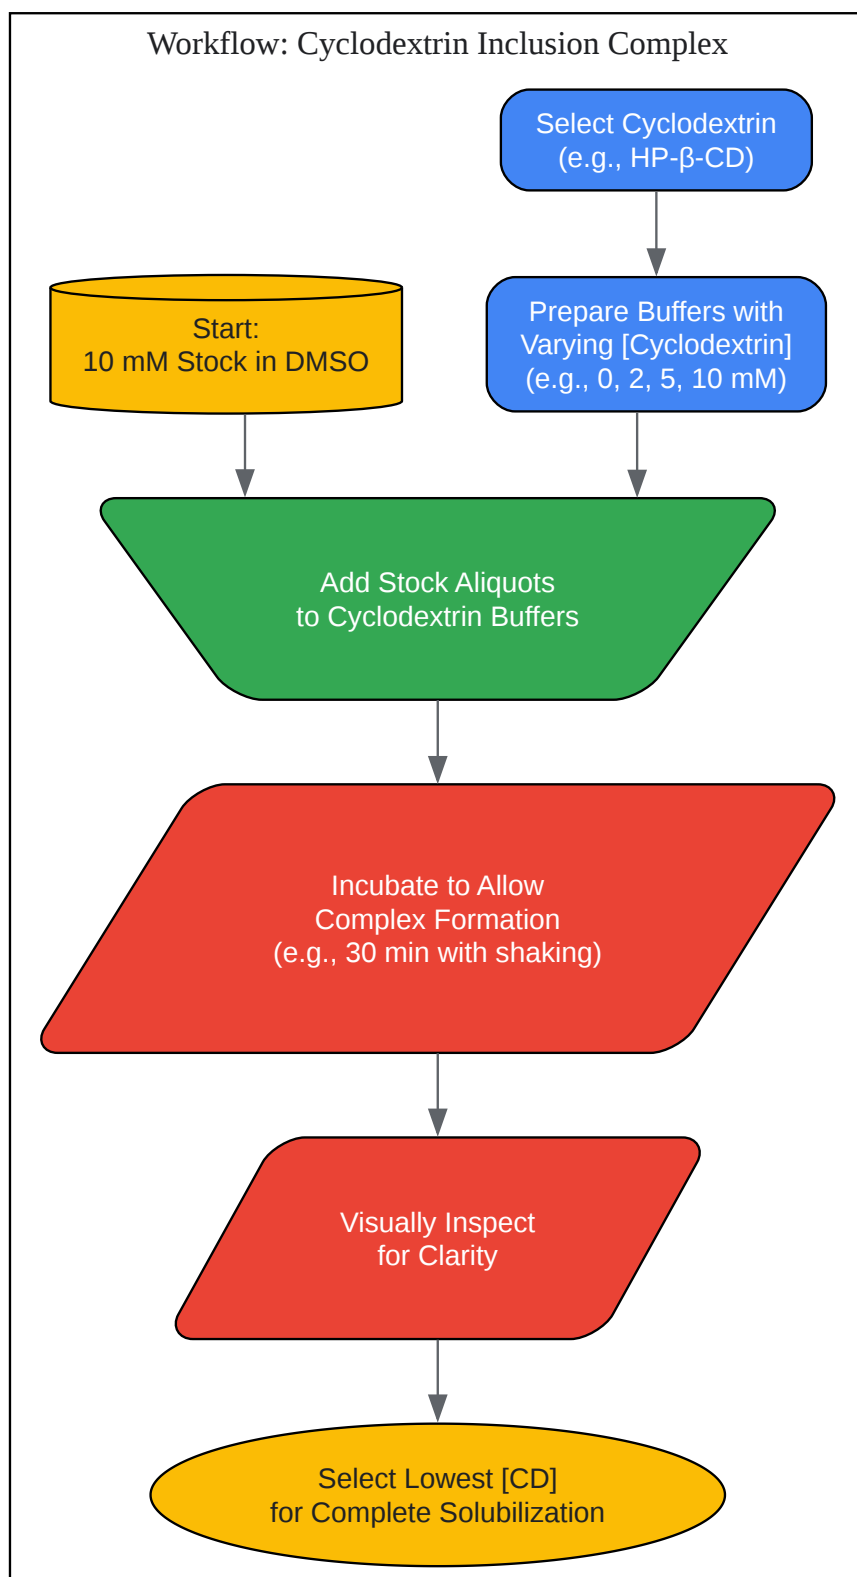 Workflow: Cyclodextrin Inclusion Complex
Select Cyclodextrin
(e.g., HP-β-CD)
Start:
10 mM Stock in DMSO
Prepare Buffers with
Varying [Cyclodextrin]
(e.g., 0, 2, 5, 10 mM)
Add Stock Aliquots
to Cyclodextrin Buffers
Incubate to Allow
Complex Formation
(e.g., 30 min with shaking)
Visually Inspect
for Clarity
Select Lowest [CD]
for Complete Solubilization